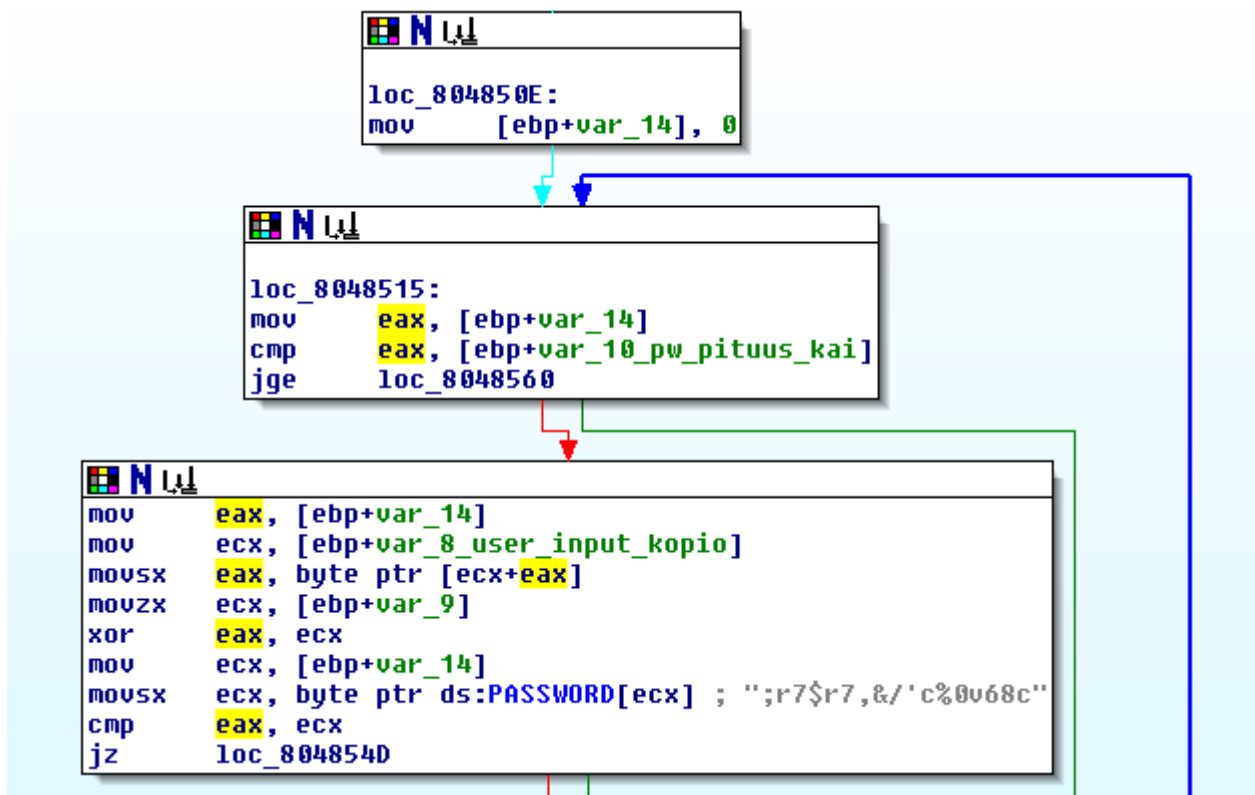 loc_804850E:
mov [ebp+var_14], 0
loc_8048515:
mov eax, [ebp+var_14]
cmp eax, [ebp+var_10_pw_pituus_kai]
jge loc_8048560
mov eax, [ebp+var_14]
mov ecx, [ebp+var_8_user_input_kopio]
movsx eax, byte ptr [ecx+eax]
movzx ecx, [ebp+var_9]
xor eax, ecx
mov ecx, [ebp+var_14]
movsx ecx, byte ptr ds:PASSWORD[ecx] ; ";r7$r7,&/'c%0v68c"
cmp eax, ecx
jz loc_804854D